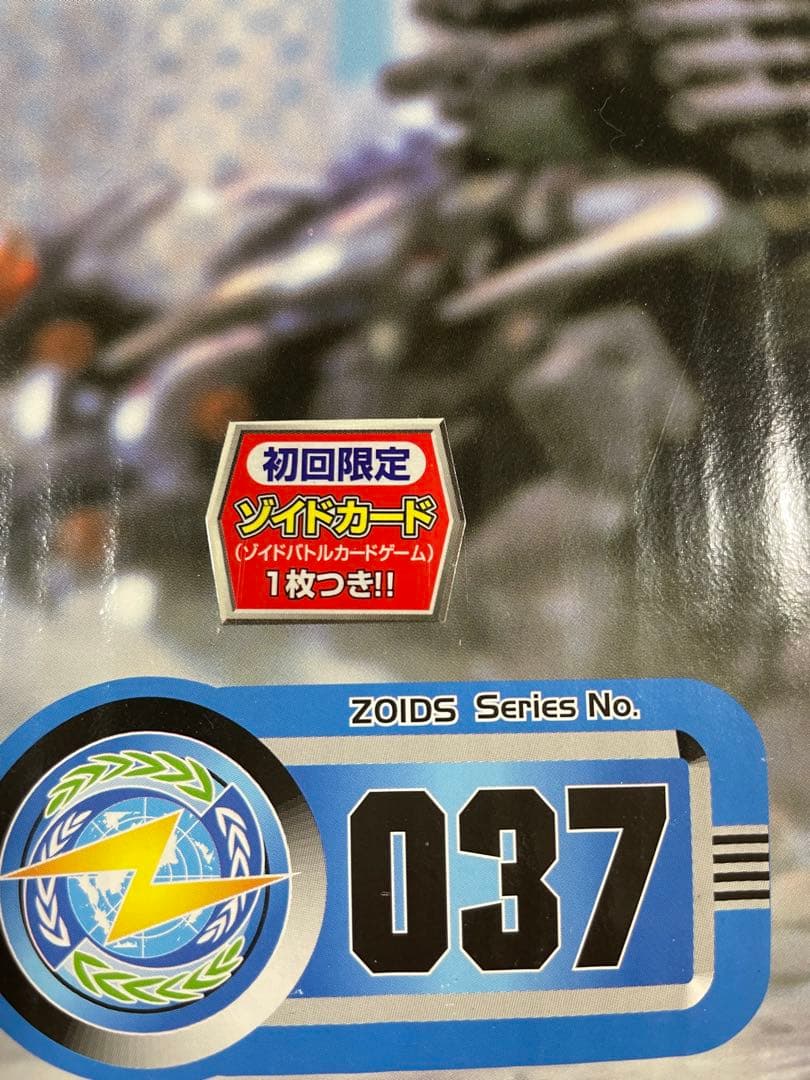 初回限定
ゾイドカード
(ゾイドバトルカードゲーム)
1枚つき!!
ZOIDS Series No.
037